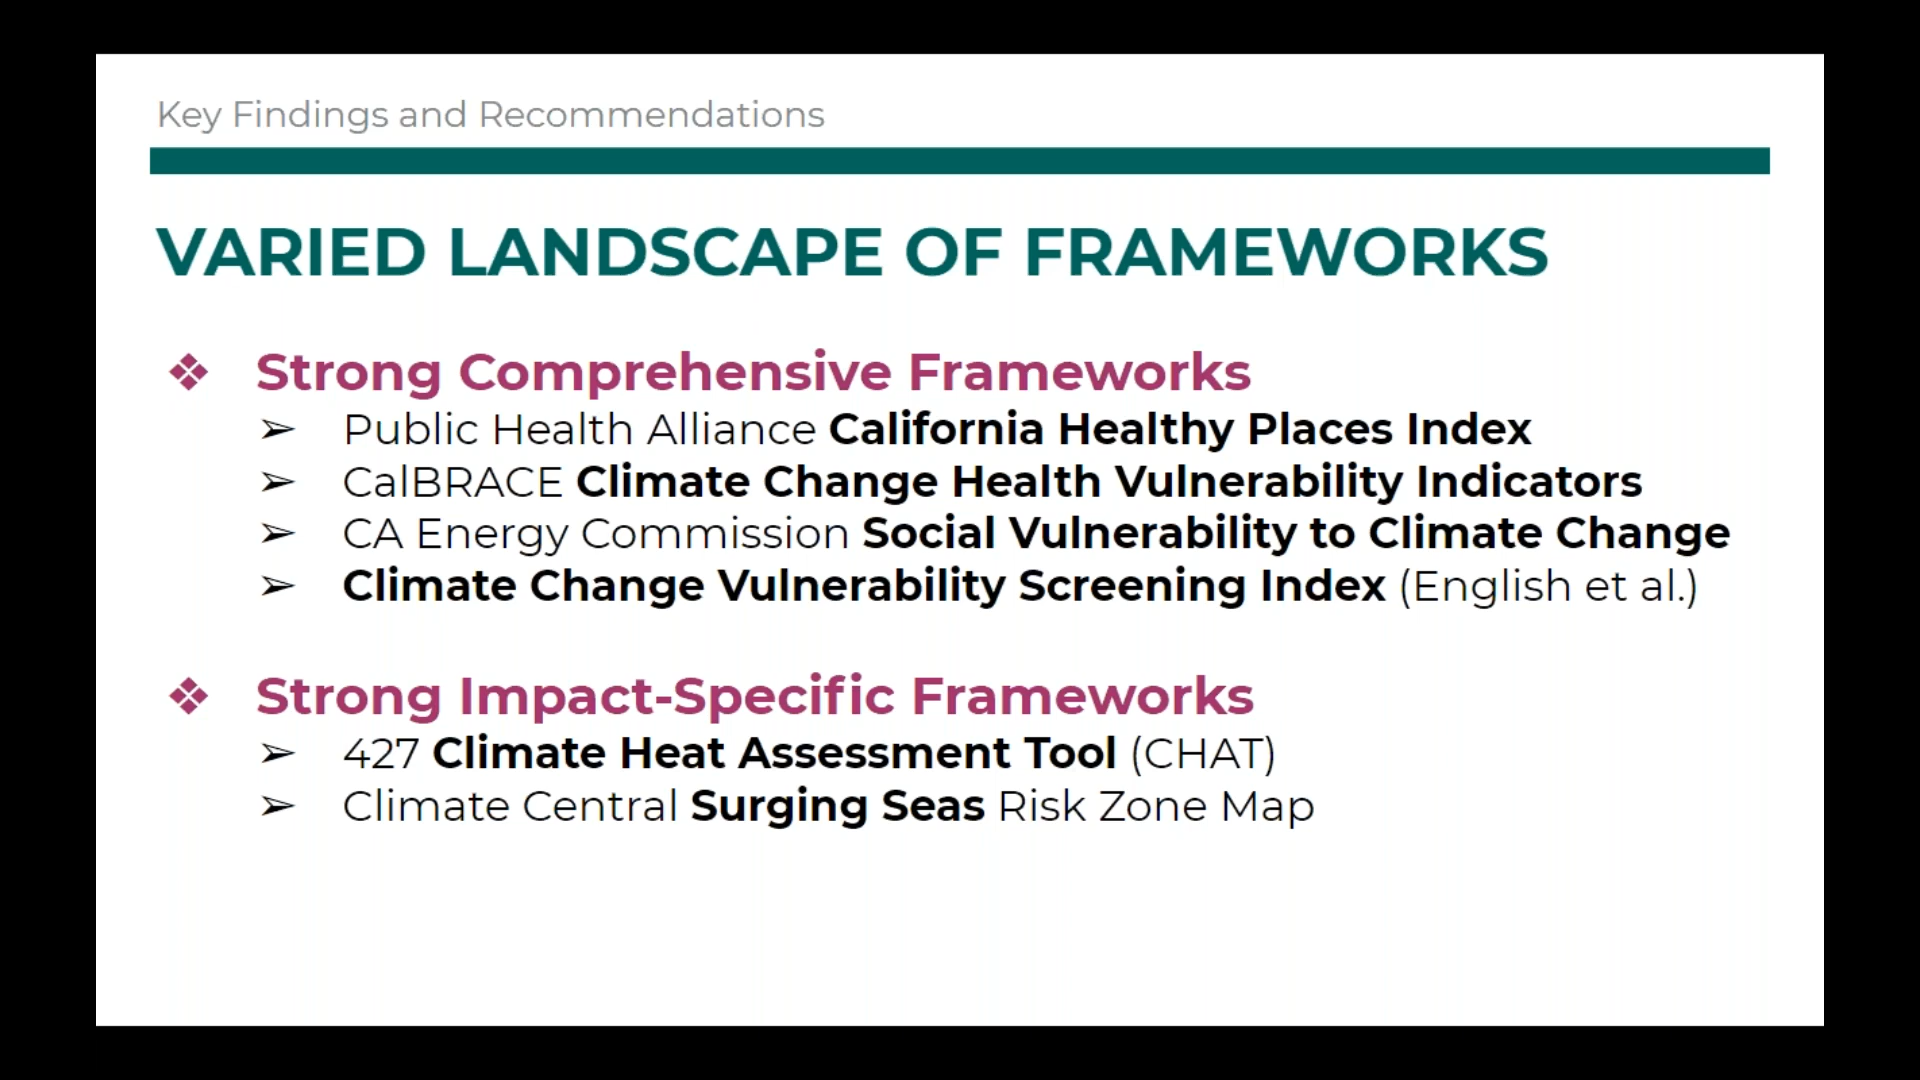 Key Findings and Recommendations
VARIED LANDSCAPE OF FRAMEWORKS
❖ Strong Comprehensive Frameworks
➢ Public Health Alliance California Healthy Places Index
➢ CalBRACE Climate Change Health Vulnerability Indicators
➢ CA Energy Commission Social Vulnerability to Climate Change
➢ Climate Change Vulnerability Screening Index (English et al.)
❖ Strong Impact-Specific Frameworks
➢ 427 Climate Heat Assessment Tool (CHAT)
➢ Climate Central Surging Seas Risk Zone Map